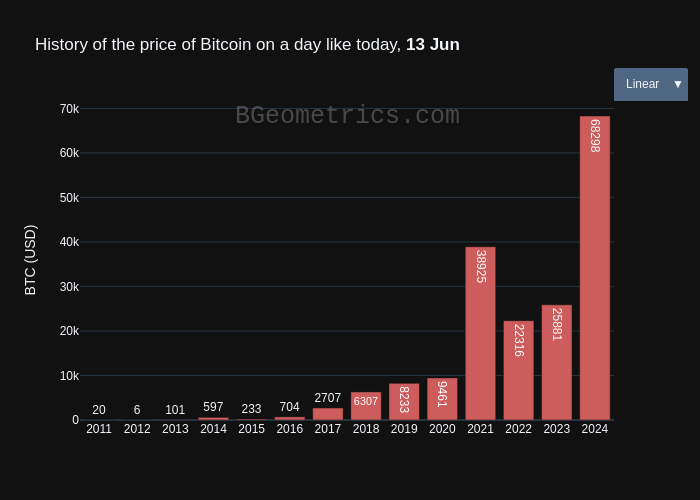 History of the price of Bitcoin on a day like today, 13 Jun
Linear ▼
BGeometrics.com
BTC (USD)
70k
60k
50k
40k
30k
20k
10k
0
20
6
101
597
233
704
2707
6307
8233
9461
38925
22316
25881
68298
2011 2012 2013 2014 2015 2016 2017 2018 2019 2020 2021 2022 2023 2024